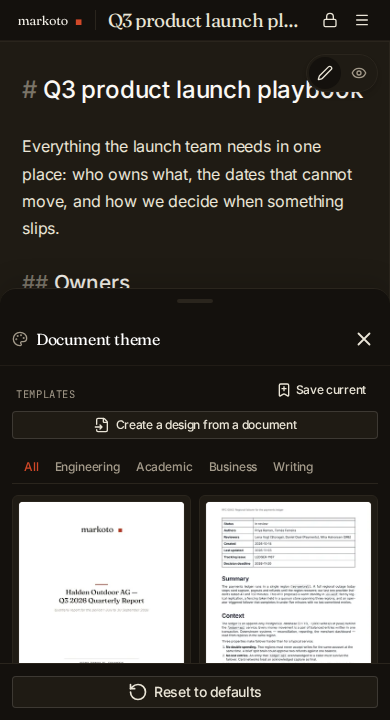 markoto
Q3 product launch pl...
# Q3 product launch playbook
Everything the launch team needs in one
place: who owns what, the dates that cannot
move, and how we decide when something
slips.
## Owners
Document theme
TEMPLATES
Save current
Create a design from a document
All
Engineering
Academic
Business
Writing
markoto
Halden Outdoor AG —
Q3 2026 Quarterly Report
Summary
Context
Reset to defaults